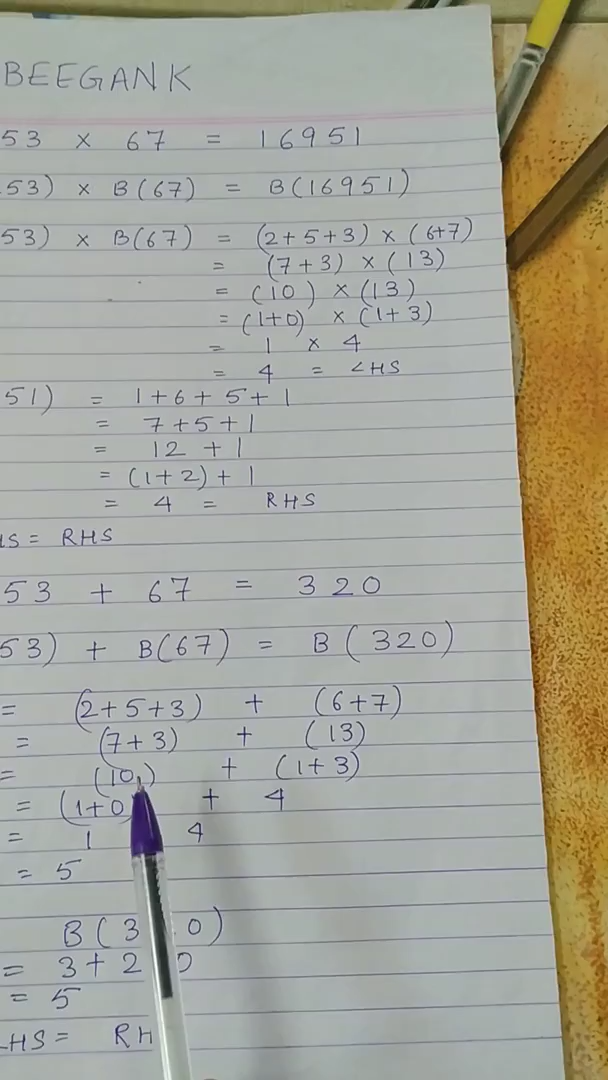 BEEGANK
53 × 67 = 16951
53) × B(67) = B(16951)
53) × B(67) = (2+5+3) × (6+7)
= (7+3) × (13)
= (10) × (13)
= (1+0) × (1+3)
= 1 × 4
= 4 = LHS
51) = 1+6+5+1
= 7+5+1
= 12 + 1
= (1+2) + 1
= 4 = RHS
HS = RHS
53 + 67 = 320
53) + B(67) = B(320)
= (2+5+3) + (6+7)
= (7+3) + (13)
= (10) + (1+3)
= (1+0 + 4
= 1 4
= 5
B(3 0)
= 3+2 0
= 5
LHS = RH